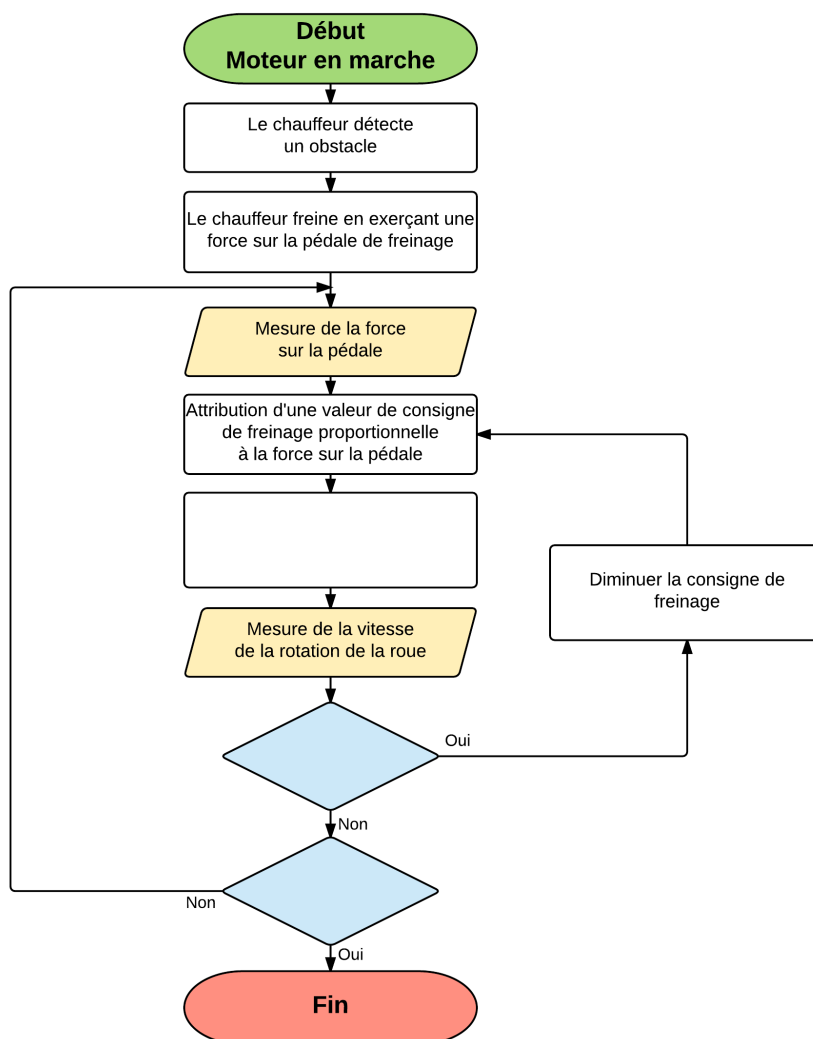 Début
Moteur en marche
Le chauffeur détecte
un obstacle
Le chauffeur freine en exerçant une
force sur la pédale de freinage
Mesure de la force
sur la pédale
Attribution d'une valeur de consigne
de freinage proportionnelle
à la force sur la pédale
Diminuer la consigne de
freinage
Mesure de la vitesse
de la rotation de la roue
Oui
Non
Non
Oui
Fin